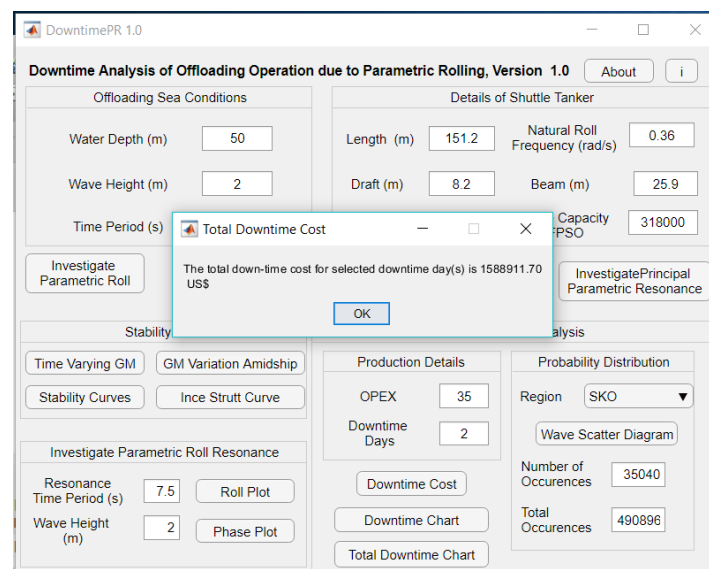 DowntimePR 1.0
Downtime Analysis of Offloading Operation due to Parametric Rolling, Version 1.0
About
i
Offloading Sea Conditions
Water Depth (m)
50
Wave Height (m)
2
Time Period (s)
Details of Shuttle Tanker
Length (m)
151.2
Natural Roll
Frequency (rad/s)
0.36
Draft (m)
8.2
Beam (m)
25.9
Capacity
318000
Total Downtime Cost
The total down-time cost for selected downtime day(s) is 1588911.70
US$
OK
Investigate
Parametric Roll
InvestigatePrincipal
Parametric Resonance
Stability
Time Varying GM
GM Variation Amidship
Stability Curves
Ince Strutt Curve
Investigate Parametric Roll Resonance
Resonance
Time Period (s)
7.5
Roll Plot
Wave Height
(m)
2
Phase Plot
Production Details
OPEX
35
Downtime
Days
2
Downtime Cost
Downtime Chart
Total Downtime Chart
Probability Distribution
Region
SKO
Wave Scatter Diagram
Number of
Occurences
35040
Total
Occurences
490896